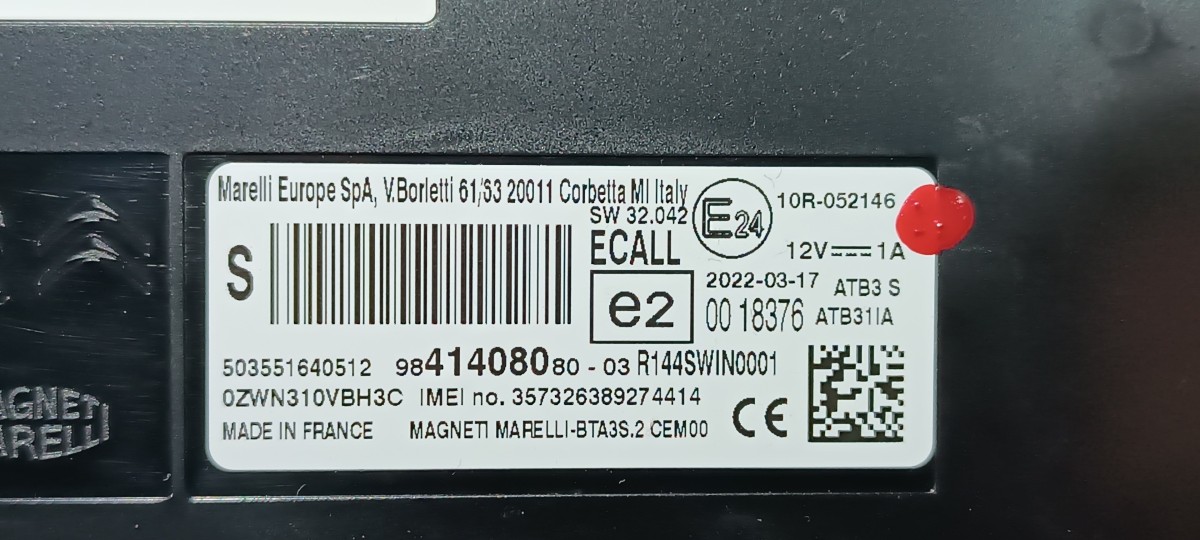 Marelli Europe SpA, V.Borletti 61/63 20011 Corbetta MI Italy
SW 32.042
E24
10R-052146
S
ECALL
12V 1A
e2
2022-03-17
ATB3 S
00 18376
ATB31IA
503551640512 9841408080 - 03 R144SWIN0001
0ZWN310VBH3C IMEI no. 357326389274414
MADE IN FRANCE MAGNETI MARELLI-BTA3S.2 CEM00
CE
AGNETI
ARELLI